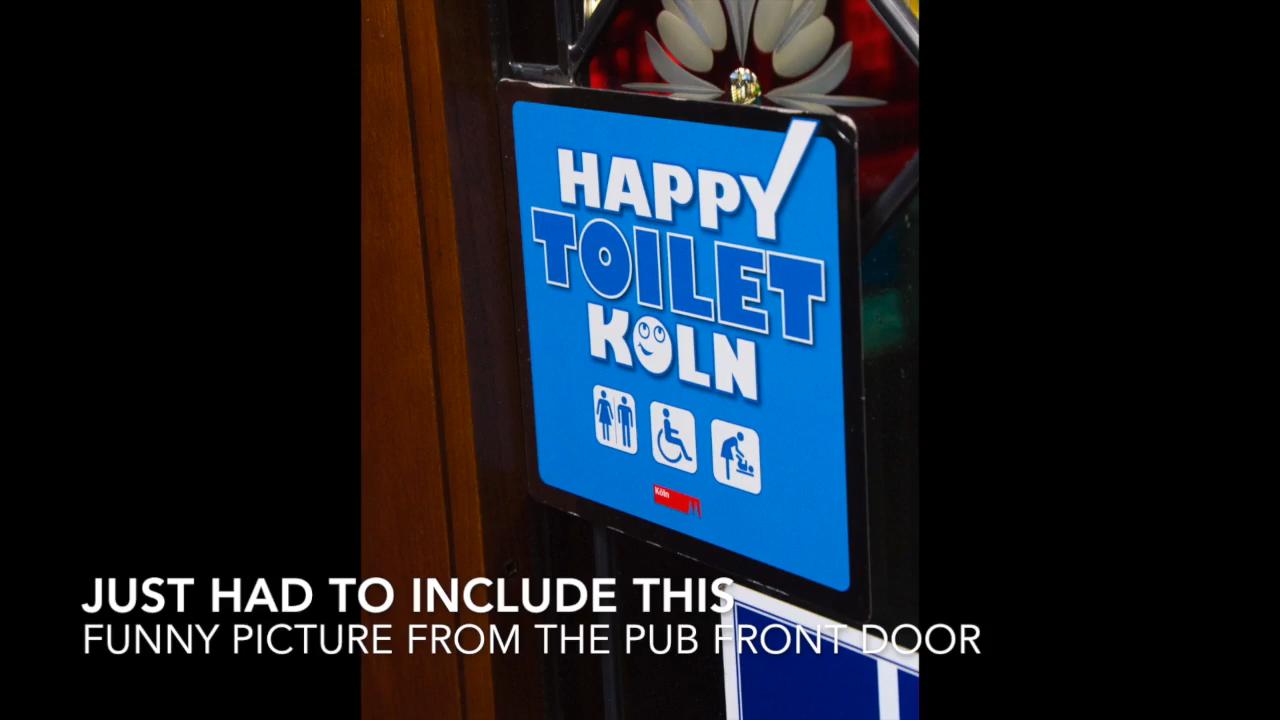 HAPPY
TOILET
KÖLN
Köln
JUST HAD TO INCLUDE THIS
FUNNY PICTURE FROM THE PUB FRONT DOOR